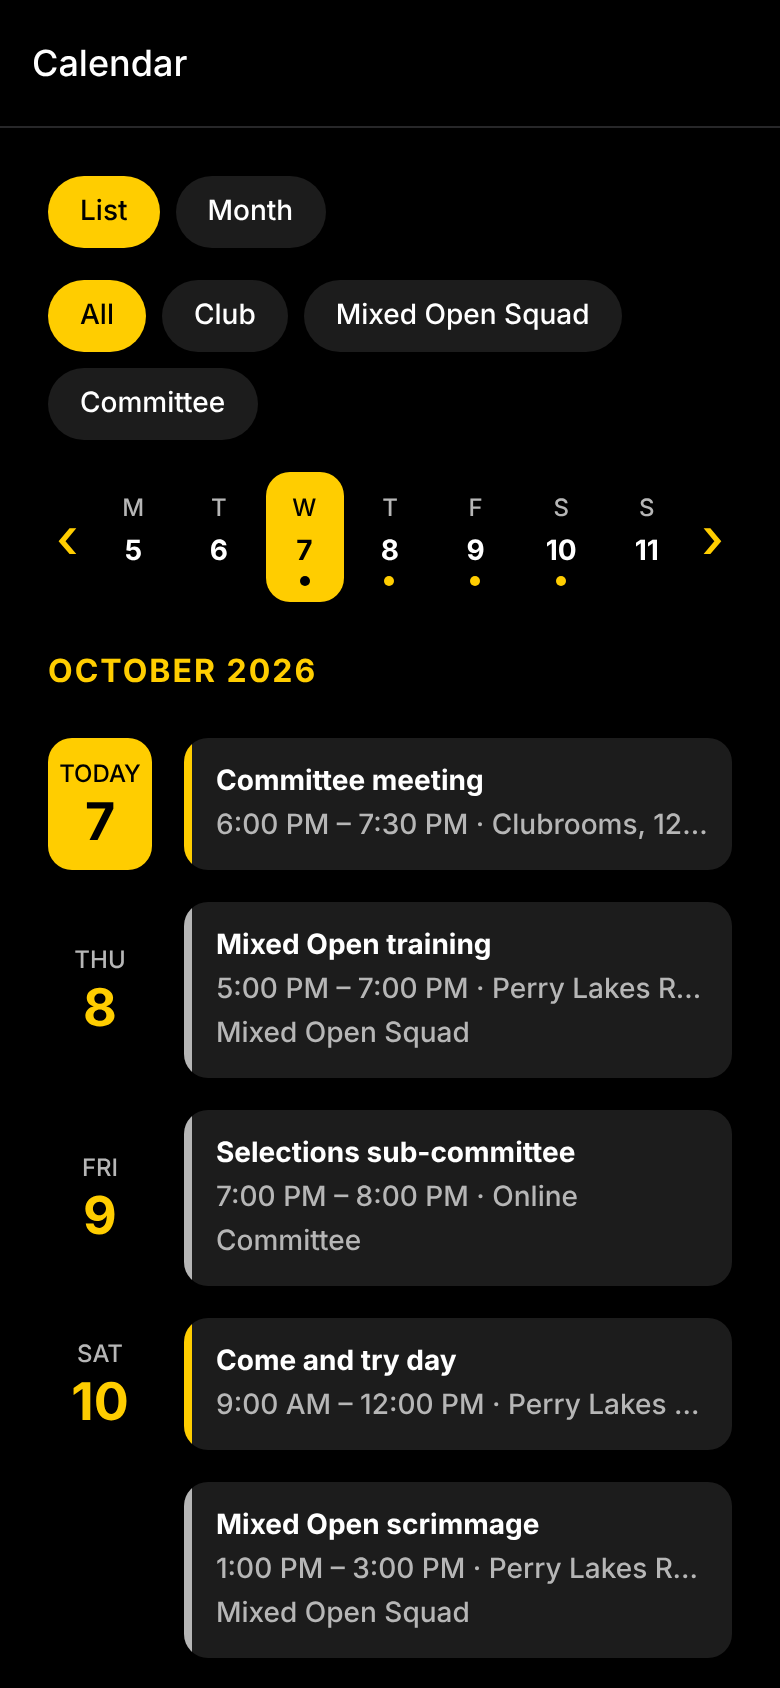 Calendar
List Month
All Club Mixed Open Squad
Committee
M T W T F S S
‹ 5 6 7 8 9 10 11 ›
OCTOBER 2026
TODAY
7
Committee meeting
6:00 PM – 7:30 PM · Clubrooms, 12…
THU
8
Mixed Open training
5:00 PM – 7:00 PM · Perry Lakes R…
Mixed Open Squad
FRI
9
Selections sub-committee
7:00 PM – 8:00 PM · Online
Committee
SAT
10
Come and try day
9:00 AM – 12:00 PM · Perry Lakes …
Mixed Open scrimmage
1:00 PM – 3:00 PM · Perry Lakes R…
Mixed Open Squad